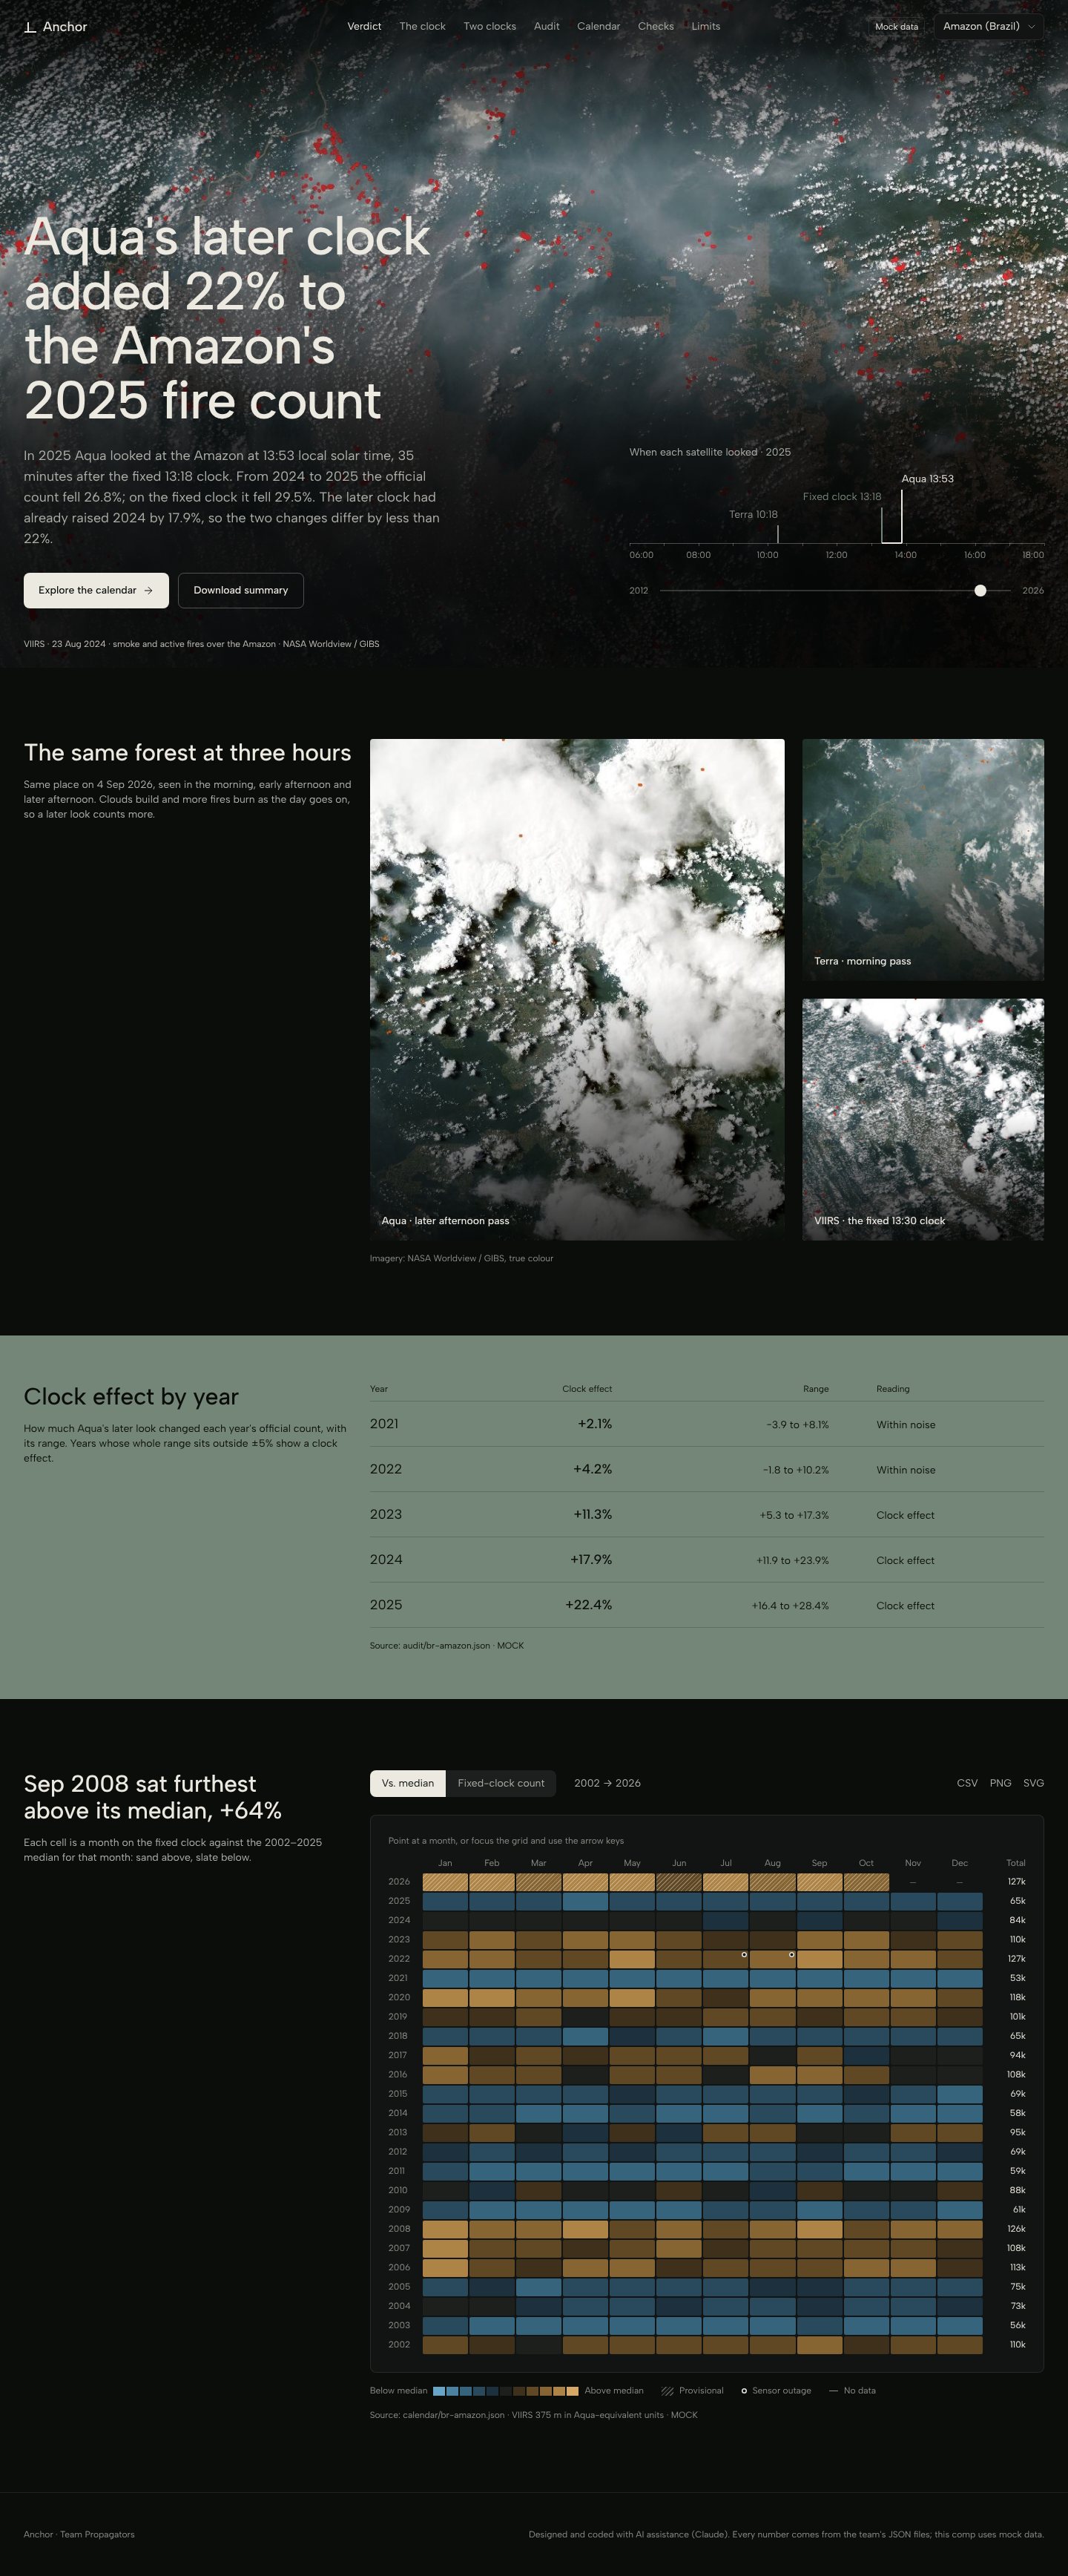 Anchor
Verdict The clock Two clocks Audit Calendar Checks Limits
Mock data
Amazon (Brazil)
Aqua's later clock
added 22% to
the Amazon's
2025 fire count
In 2025 Aqua looked at the Amazon at 13:53 local solar time, 35
minutes after the fixed 13:18 clock. From 2024 to 2025 the official
count fell 26.8%; on the fixed clock it fell 29.5%. The later clock had
already raised 2024 by 17.9%, so the two changes differ by less than
22%.
Explore the calendar →
Download summary
When each satellite looked · 2025
Aqua 13:53
Fixed clock 13:18
Terra 10:18
06:00 08:00 10:00 12:00 14:00 16:00 18:00
2012 2026
VIIRS · 23 Aug 2024 · smoke and active fires over the Amazon · NASA Worldview / GIBS
The same forest at three hours
Same place on 4 Sep 2026, seen in the morning, early afternoon and
later afternoon. Clouds build and more fires burn as the day goes on,
so a later look counts more.
Terra · morning pass
Aqua · later afternoon pass
VIIRS · the fixed 13:30 clock
Imagery: NASA Worldview / GIBS, true colour
Clock effect by year
How much Aqua's later look changed each year's official count, with
its range. Years whose whole range sits outside ±5% show a clock
effect.
Year Clock effect Range Reading
2021 +2.1% −3.9 to +8.1% Within noise
2022 +4.2% −1.8 to +10.2% Within noise
2023 +11.3% +5.3 to +17.3% Clock effect
2024 +17.9% +11.9 to +23.9% Clock effect
2025 +22.4% +16.4 to +28.4% Clock effect
Source: audit/br-amazon.json · MOCK
Sep 2008 sat furthest
above its median, +64%
Each cell is a month on the fixed clock against the 2002–2025
median for that month: sand above, slate below.
Vs. median Fixed-clock count 2002 → 2026
CSV PNG SVG
Point at a month, or focus the grid and use the arrow keys
Jan Feb Mar Apr May Jun Jul Aug Sep Oct Nov Dec Total
2026 – – 127k
2025 65k
2024 84k
2023 110k
2022 127k
2021 53k
2020 118k
2019 101k
2018 65k
2017 94k
2016 108k
2015 69k
2014 58k
2013 95k
2012 69k
2011 59k
2010 88k
2009 61k
2008 126k
2007 108k
2006 113k
2005 75k
2004 73k
2003 56k
2002 110k
Below median Above median Provisional Sensor outage — No data
Source: calendar/br-amazon.json · VIIRS 375 m in Aqua-equivalent units · MOCK
Anchor · Team Propagators
Designed and coded with AI assistance (Claude). Every number comes from the team's JSON files; this comp uses mock data.